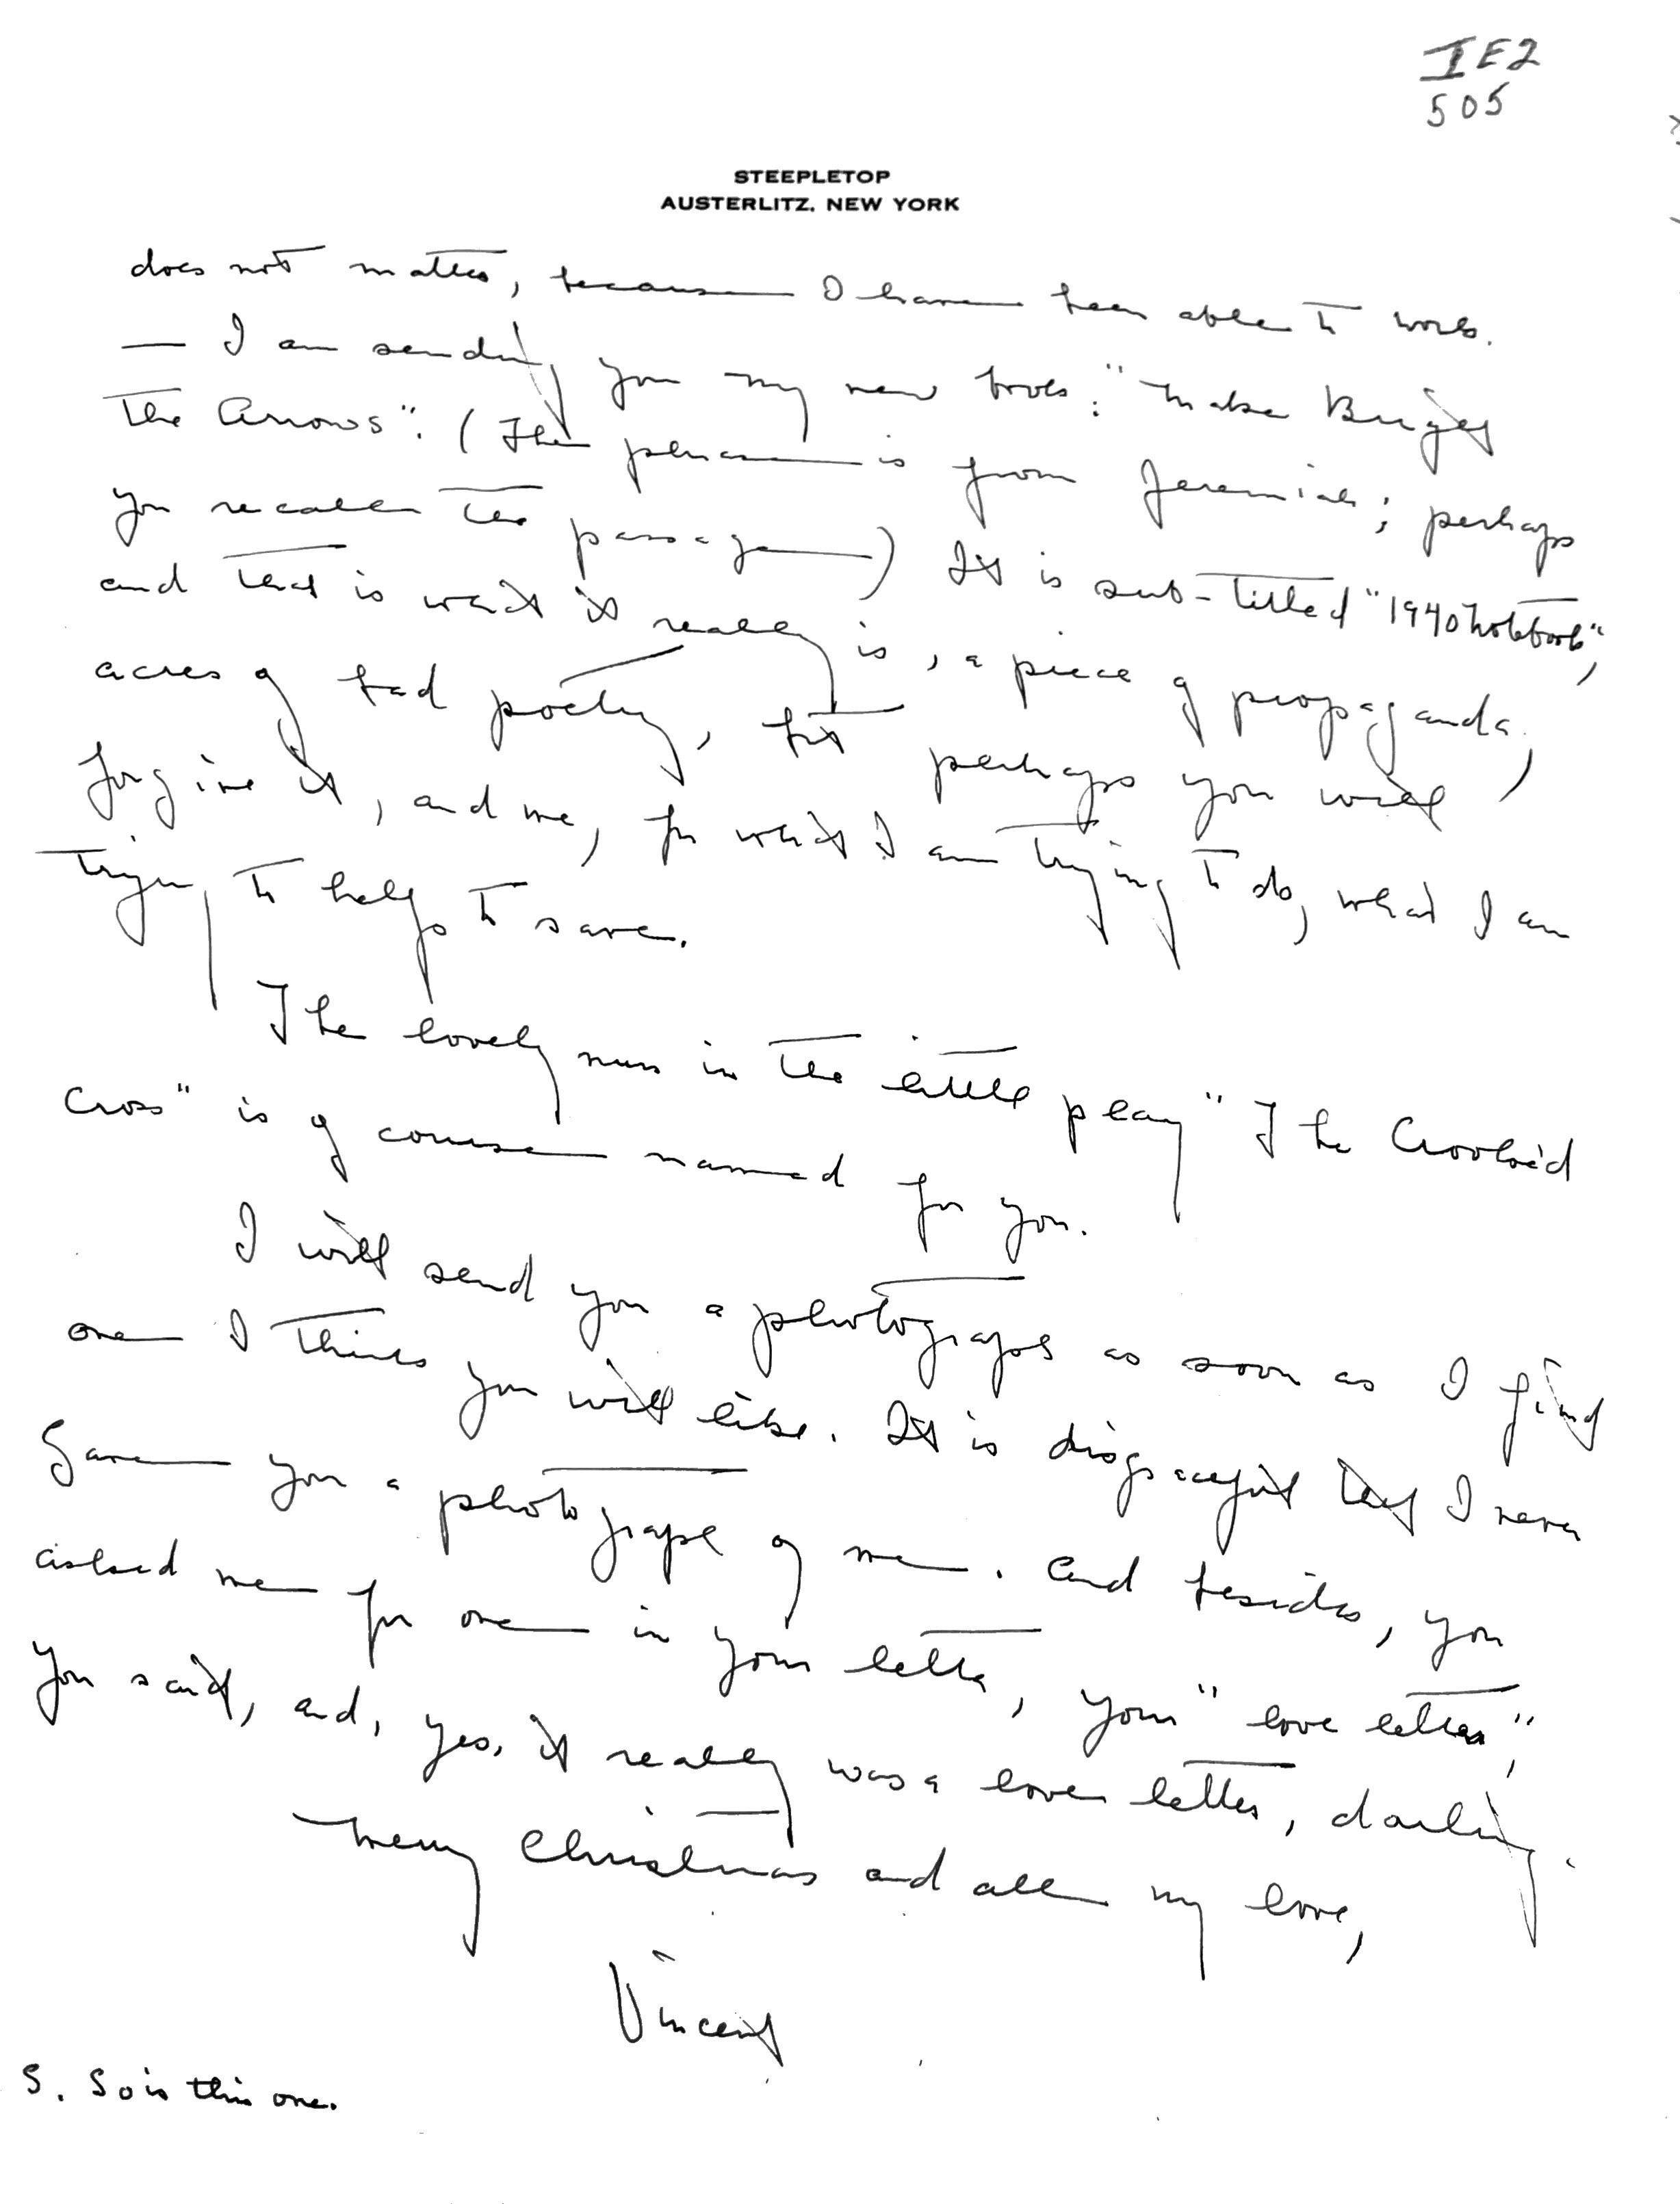 IE2
505
STEEPLETOP
AUSTERLITZ, NEW YORK
does not matter, because I have been able to work.
— I am sending you my new book: "Make Bright
the Arrows". (The phrase is from Jeremiah; perhaps
you recall the passage) It is sub-titled "1940 Notebook",
and that is what it really is, a piece of propaganda,
acres of bad poetry, but perhaps you will
forgive it, and me, for what I am trying to do, what I am
trying to help to save.
The lovely nun in the little play "The Crooked
Cross" is of course named for you.
I will send you a photograph as soon as I find
one I think you will like. It is disgraceful that I never
gave you a photograph of me. And besides, you
asked me for one in your letter, your "love letter",
you said, and, yes, it really was a love letter, darling.
Merry Christmas and all my love,
Vincent
S. So is this one.